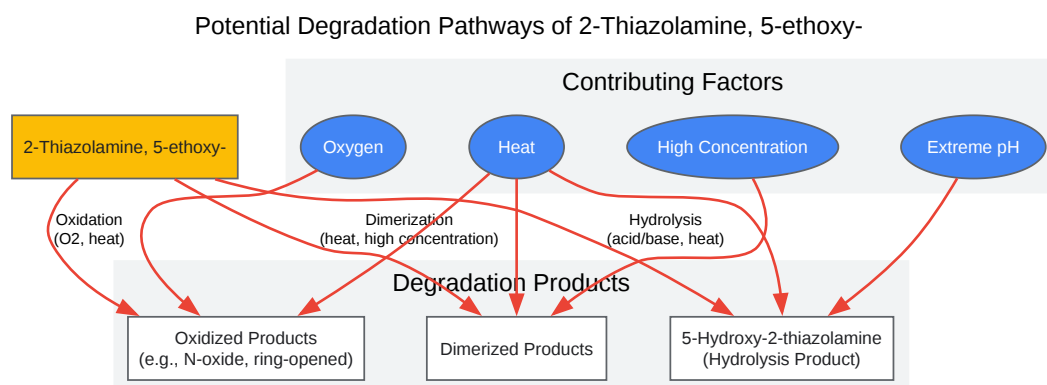 Potential Degradation Pathways of 2-Thiazolamine, 5-ethoxy-
Contributing Factors
2-Thiazolamine, 5-ethoxy-
Oxygen
Heat
High Concentration
Extreme pH
Oxidation
(O2, heat)
Dimerization
(heat, high concentration)
Hydrolysis
(acid/base, heat)
Degradation Products
Oxidized Products
(e.g., N-oxide, ring-opened)
Dimerized Products
5-Hydroxy-2-thiazolamine
(Hydrolysis Product)